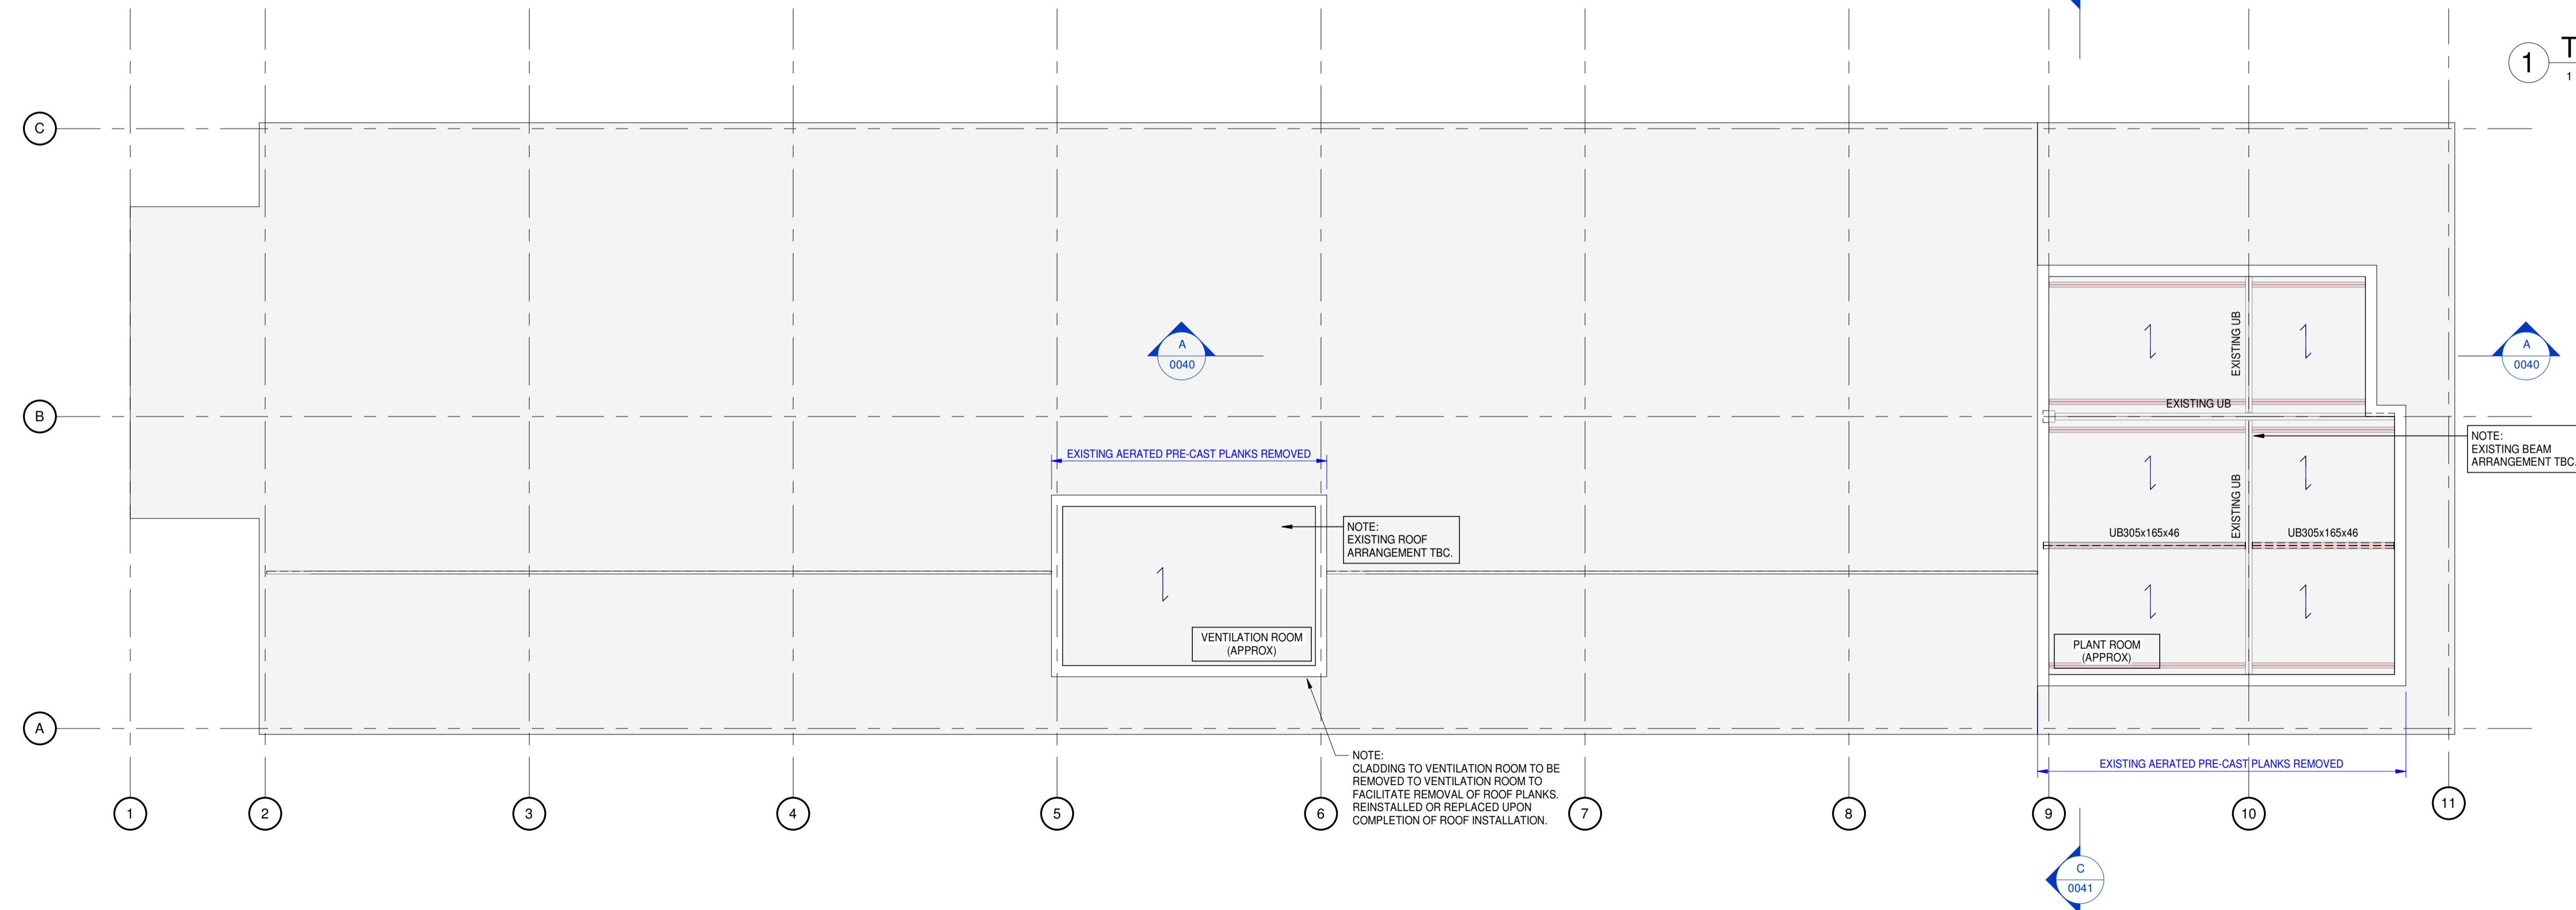 1
T
1
C
A
0040
A
0040
EXISTING UB
EXISTING UB
B
NOTE:
EXISTING BEAM
ARRANGEMENT TBC.
EXISTING AERATED PRE-CAST PLANKS REMOVED
EXISTING UB
NOTE:
EXISTING ROOF
ARRANGEMENT TBC.
UB305x165x46
UB305x165x46
VENTILATION ROOM
(APPROX)
PLANT ROOM
(APPROX)
A
NOTE:
CLADDING TO VENTILATION ROOM TO BE
REMOVED TO VENTILATION ROOM TO
FACILITATE REMOVAL OF ROOF PLANKS.
REINSTALLED OR REPLACED UPON
COMPLETION OF ROOF INSTALLATION.
EXISTING AERATED PRE-CAST PLANKS REMOVED
1
2
3
4
5
6
7
8
9
10
11
C
0041